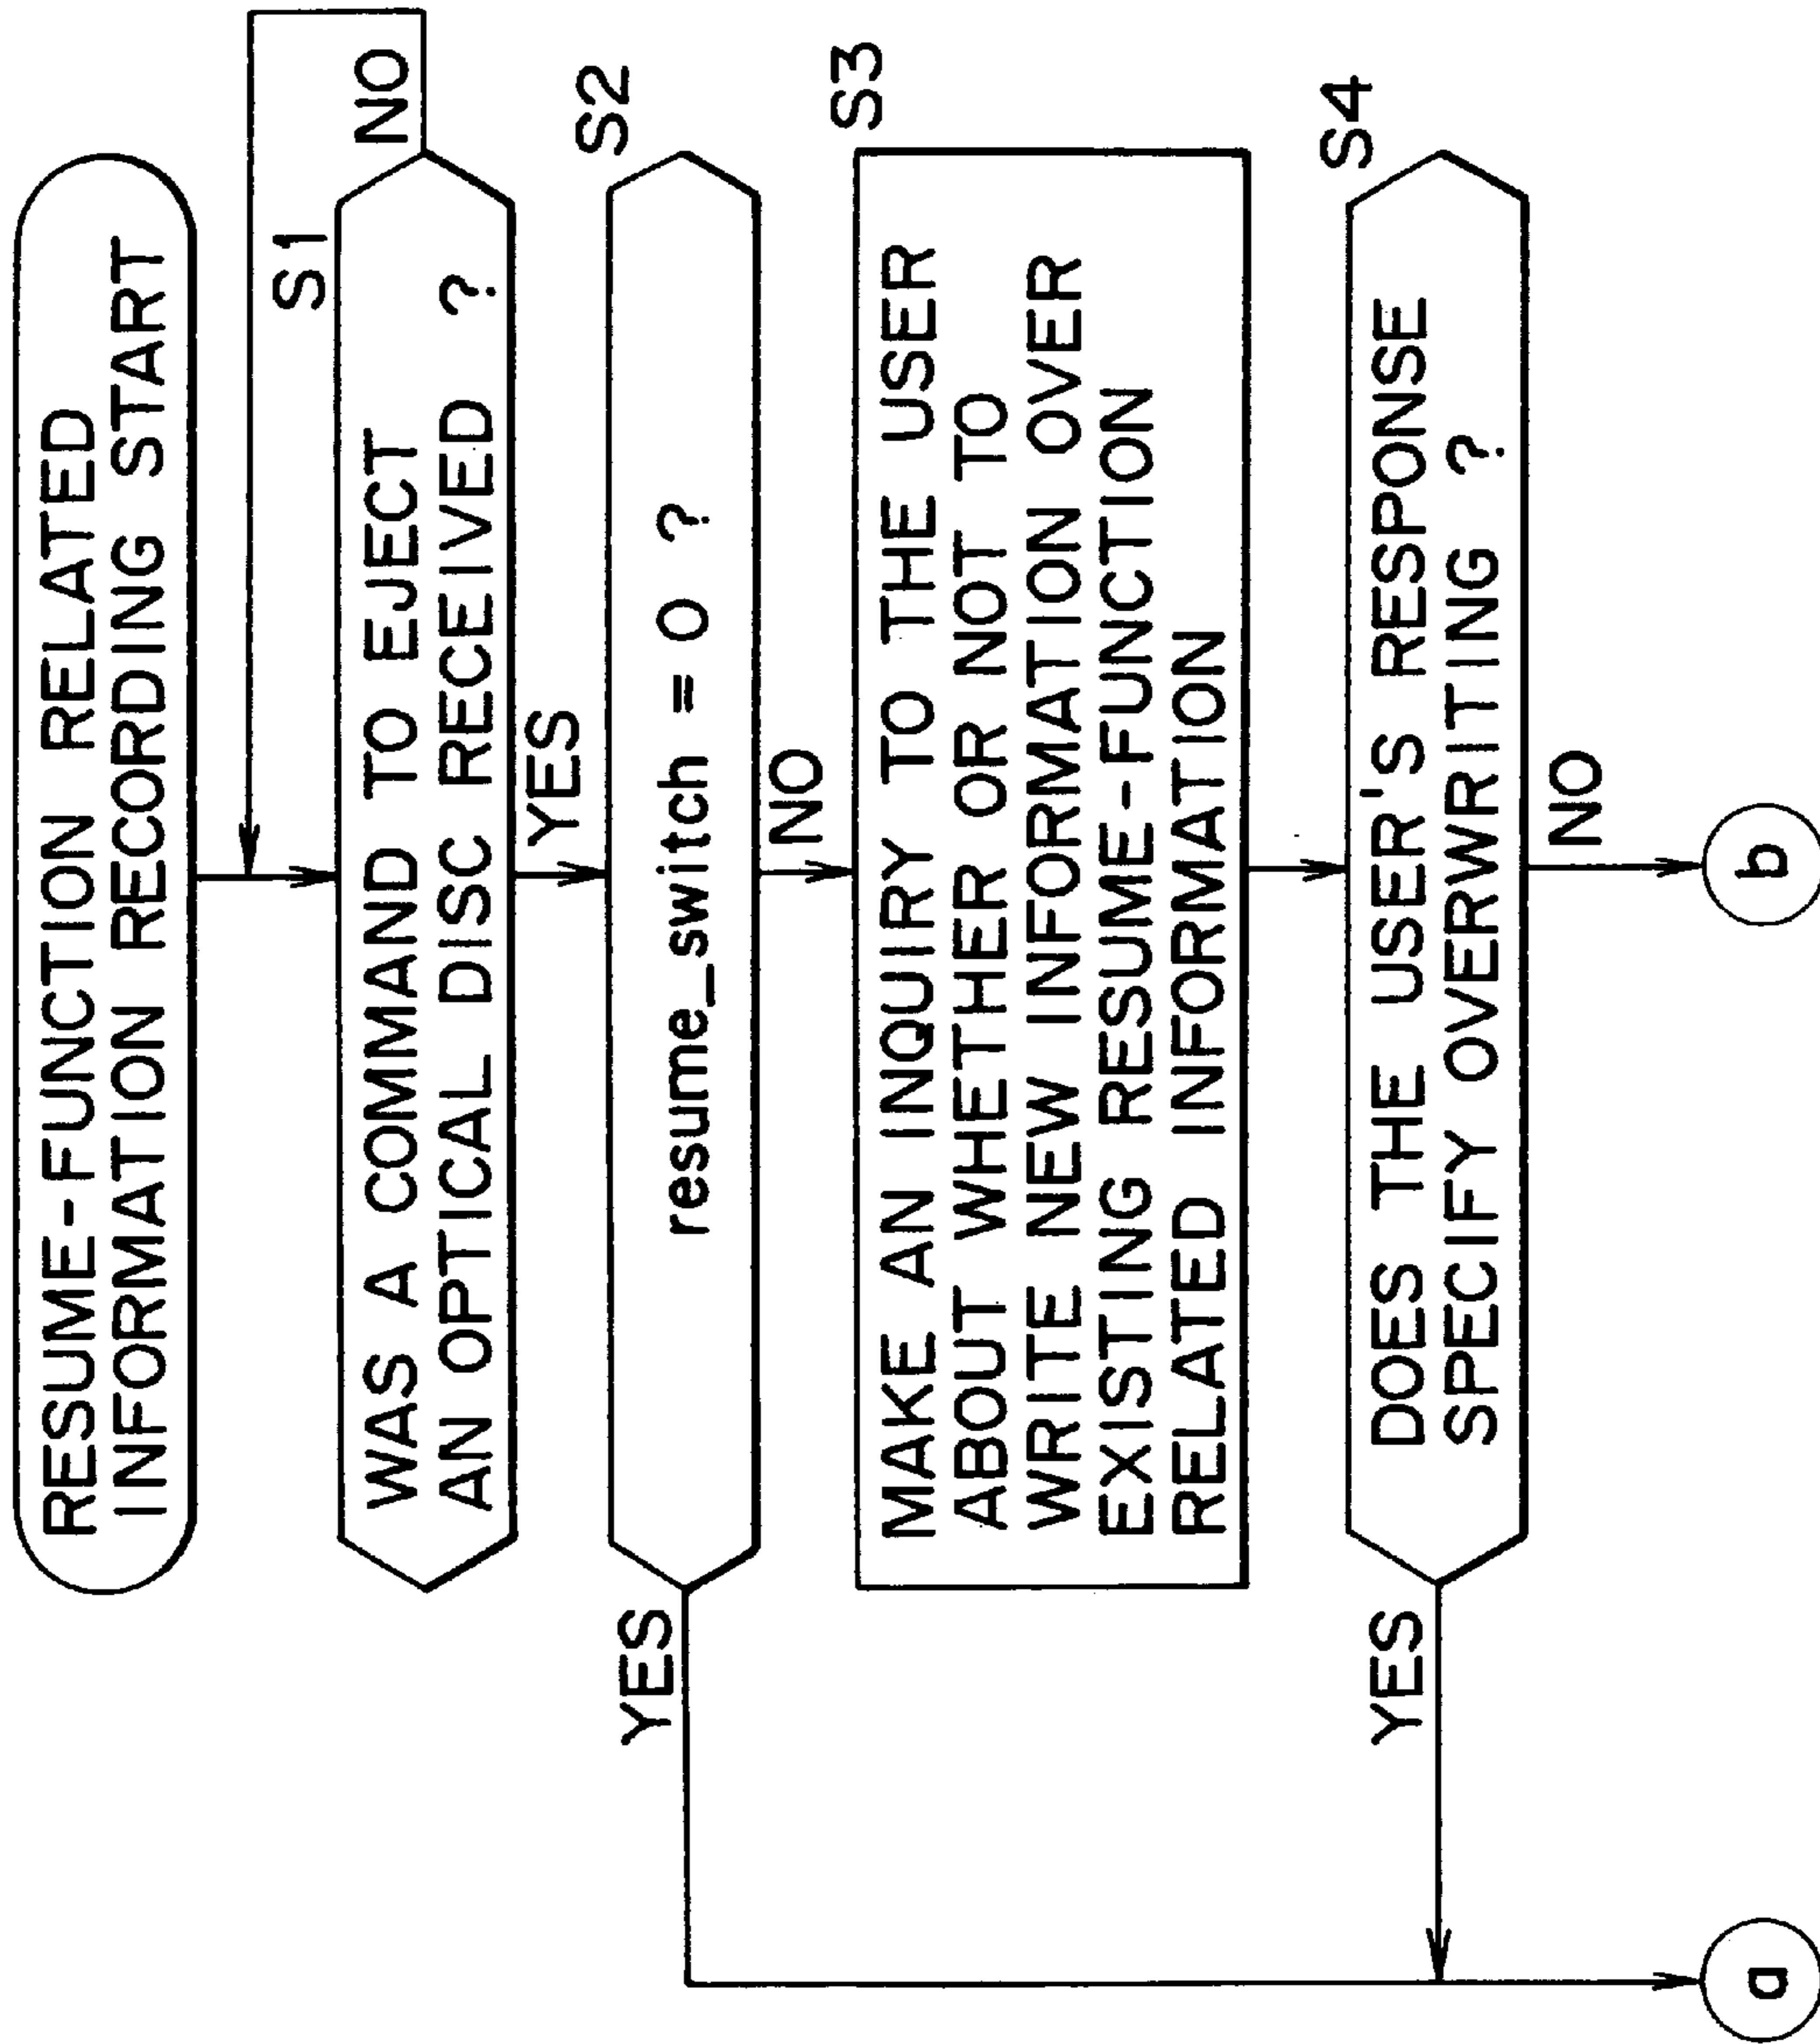 RESUME-FUNCTION RELATED
INFORMATION RECORDING START
S1
WAS A COMMAND TO EJECT
AN OPTICAL DISC RECEIVED ?
NO
YES
S2
resume_switch = 0 ?
YES
NO
S3
MAKE AN INQUIRY TO THE USER
ABOUT WHETHER OR NOT TO
WRITE NEW INFORMATION OVER
EXISTING RESUME-FUNCTION
RELATED INFORMATION
S4
DOES THE USER'S RESPONSE
SPECIFY OVERWRITING ?
YES
NO
a
b